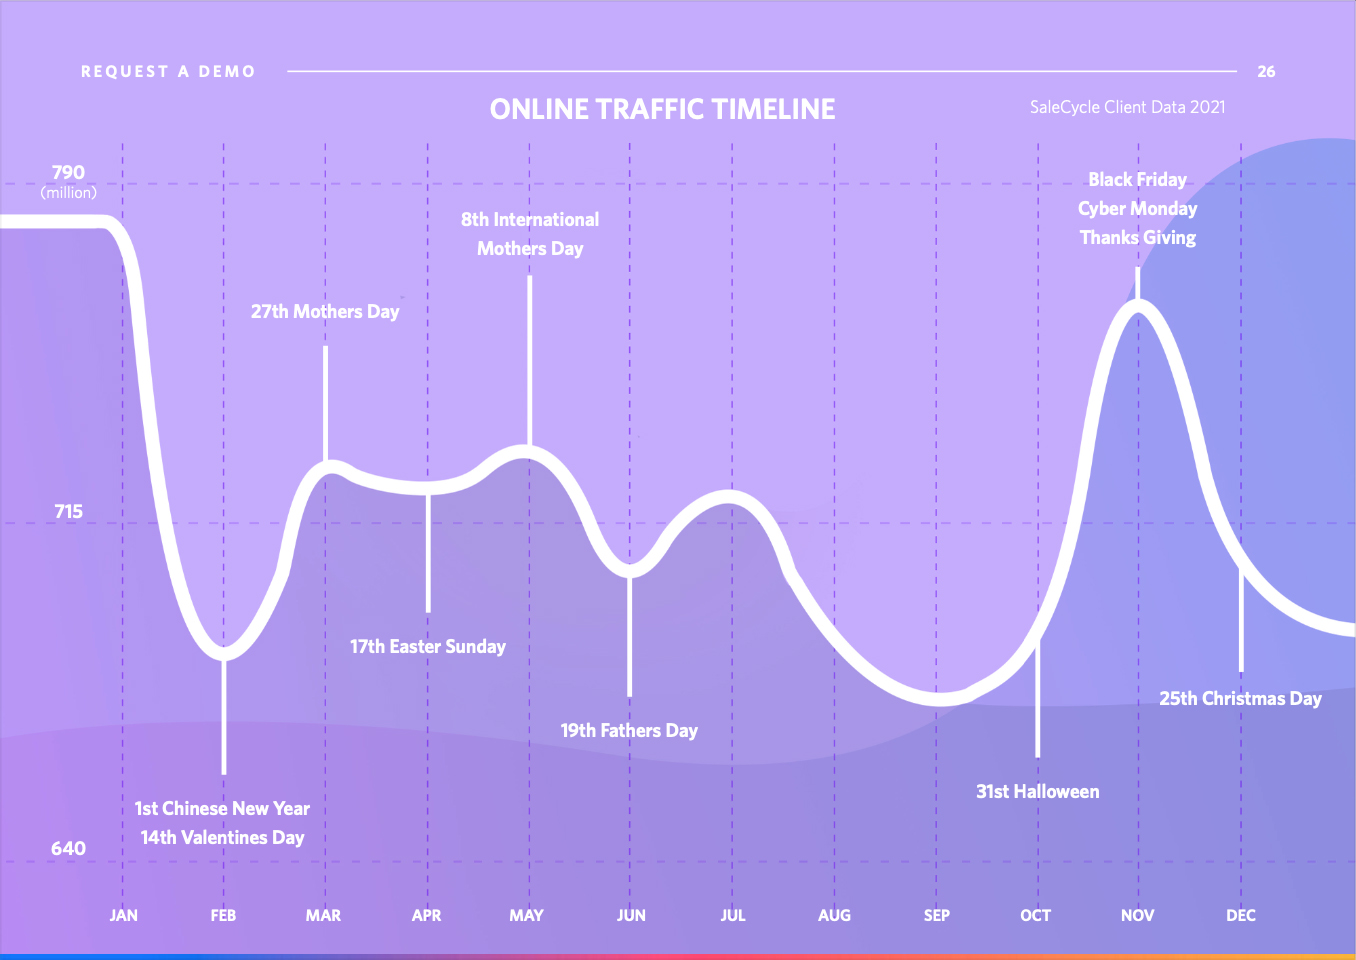 REQUEST A DEMO
26
ONLINE TRAFFIC TIMELINE
SaleCycle Client Data 2021
790
(million)
Black Friday
Cyber Monday
Thanks Giving
8th International
Mothers Day
27th Mothers Day
715
17th Easter Sunday
25th Christmas Day
19th Fathers Day
31st Halloween
1st Chinese New Year
14th Valentines Day
640
JAN FEB MAR APR MAY JUN JUL AUG SEP OCT NOV DEC